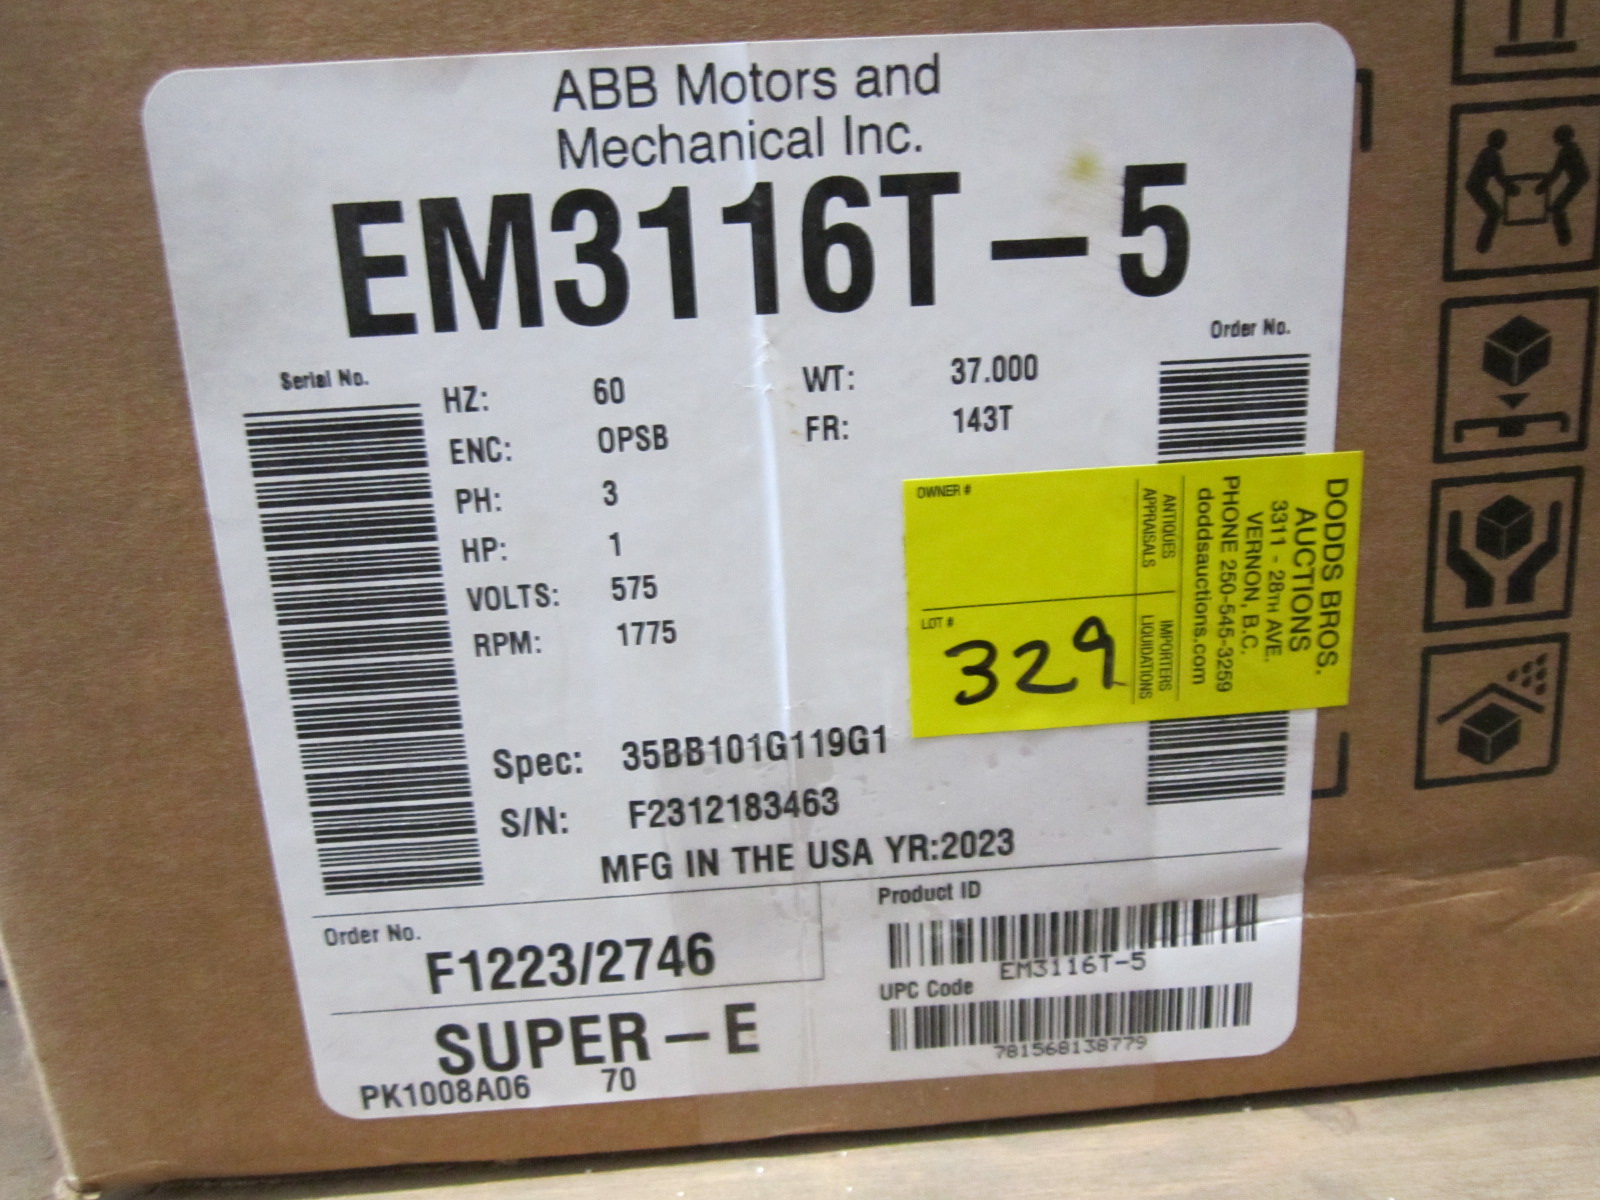 ABB Motors and
Mechanical Inc.
EM3116T-5
Serial No.
Order No.
HZ: 60
WT: 37.000
ENC: OPSB
FR: 143T
PH: 3
HP: 1
VOLTS: 575
RPM: 1775
OWNER #
LOT #
329
ANTIQUES
APPRAISALS
IMPORTERS
LIQUIDATIONS
DODDS BROS.
AUCTIONS
3311 - 28TH AVE.
VERNON, B.C.
PHONE 250-545-3259
doddsauctions.com
Spec: 35BB101G119G1
S/N: F2312183463
MFG IN THE USA YR:2023
Order No.
F1223/2746
Product ID
EM3116T-5
UPC Code
781568138779
SUPER-E
PK1008A06 70